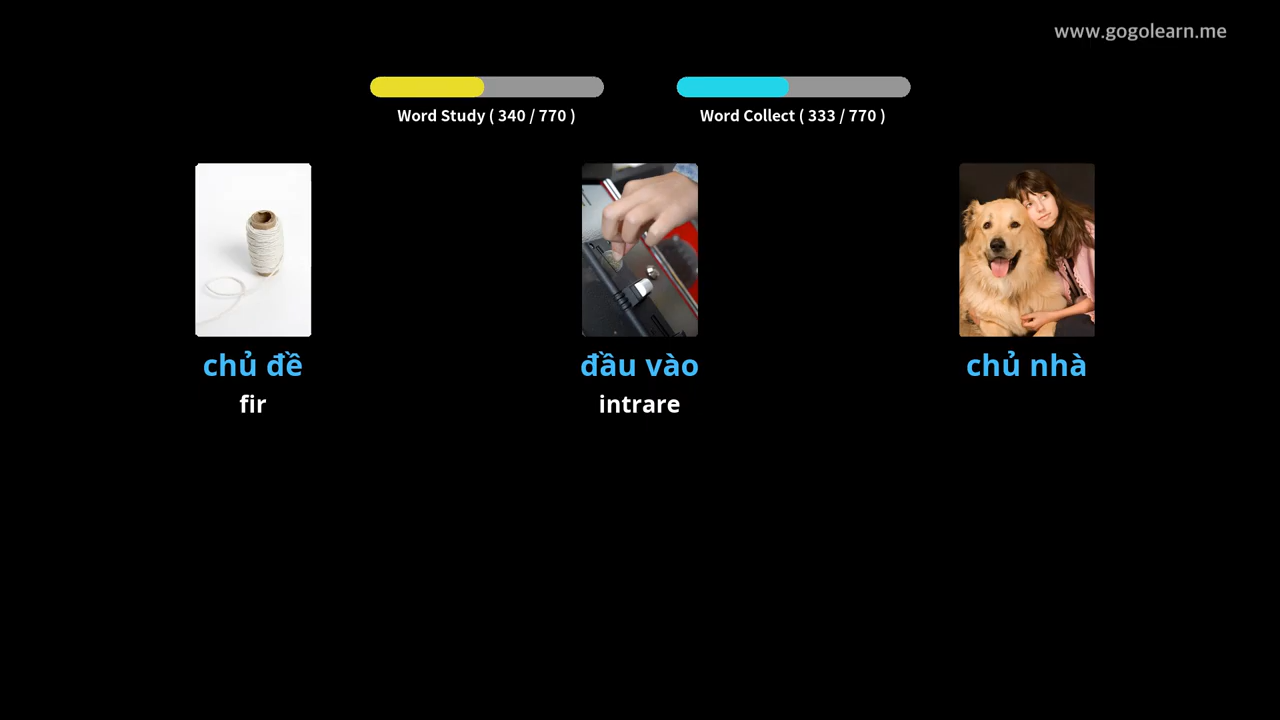 www.gogolearn.me
Word Study ( 340 / 770 )
Word Collect ( 333 / 770 )
chủ đề
fir
đầu vào
intrare
chủ nhà